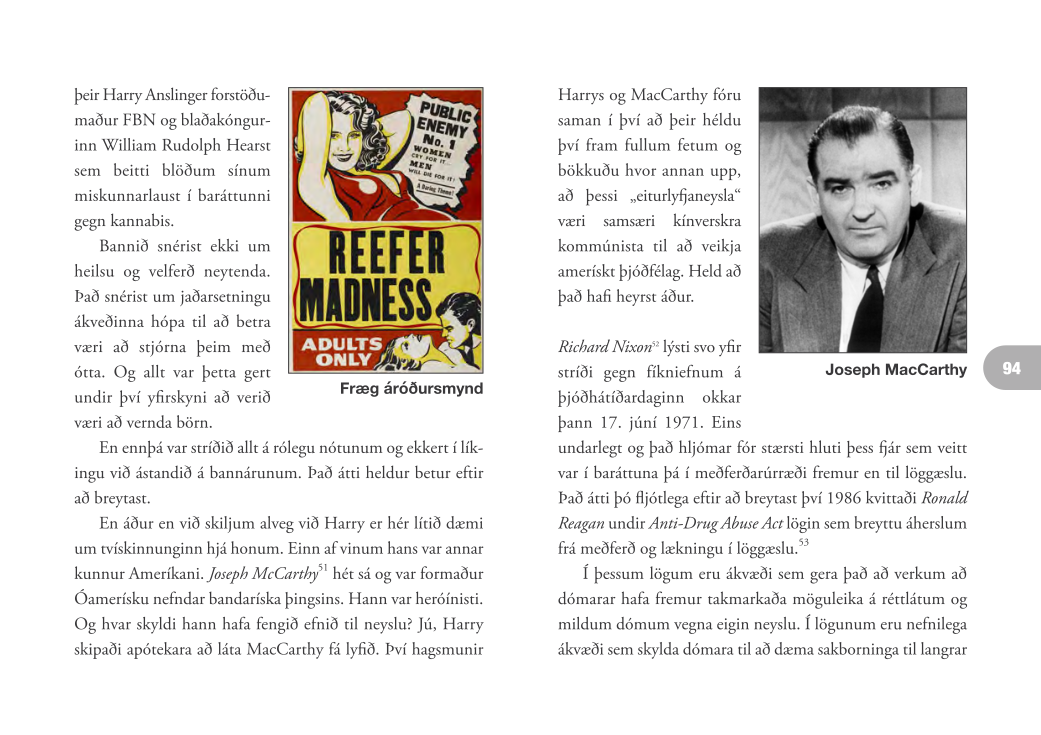 þeir Harry Anslinger forstöðu-
maður FBN og blaðakóngur-
inn William Rudolph Hearst
sem beitti blöðum sínum
miskunnarlaust í baráttunni
gegn kannabis.
Bannið snérist ekki um
heilsu og velferð neytenda.
Það snérist um jaðarsetningu
ákveðinna hópa til að betra
væri að stjórna þeim með
ótta. Og allt var þetta gert
undir því yfirskyni að verið
væri að vernda börn.
PUBLIC
ENEMY
No. 1
WOMEN
CRY FOR IT...
MEN
WILL DIE FOR IT!
A Daring Theme!
REEFER
MADNESS
ADULTS
ONLY
Fræg áróðursmynd
En ennþá var stríðið allt á rólegu nótunum og ekkert í lík-
ingu við ástandið á bannárunum. Það átti heldur betur eftir
að breytast.
En áður en við skiljum alveg við Harry er hér lítið dæmi
um tvískinnunginn hjá honum. Einn af vinum hans var annar
kunnur Ameríkani. Joseph McCarthy51 hét sá og var formaður
Óamerísku nefndar bandaríska þingsins. Hann var heróínisti.
Og hvar skyldi hann hafa fengið efnið til neyslu? Jú, Harry
skipaði apótekara að láta MacCarthy fá lyfið. Því hagsmunir
Harrys og MacCarthy fóru
saman í því að þeir héldu
því fram fullum fetum og
bökkuðu hvor annan upp,
að þessi „eiturlyfjaneysla“
væri samsæri kínverskra
kommúnista til að veikja
amerískt þjóðfélag. Held að
það hafi heyrst áður.
Richard Nixon52 lýsti svo yfir
stríði gegn fíkniefnum á
þjóðhátíðardaginn okkar
þann 17. júní 1971. Eins
Joseph MacCarthy
94
undarlegt og það hljómar fór stærsti hluti þess fjár sem veitt
var í baráttuna þá í meðferðarúrræði fremur en til löggæslu.
Það átti þó fljótlega eftir að breytast því 1986 kvittaði Ronald
Reagan undir Anti-Drug Abuse Act lögin sem breyttu áherslum
frá meðferð og lækningu í löggæslu.53
Í þessum lögum eru ákvæði sem gera það að verkum að
dómarar hafa fremur takmarkaða möguleika á réttlátum og
mildum dómum vegna eigin neyslu. Í lögunum eru nefnilega
ákvæði sem skylda dómara til að dæma sakborninga til langrar